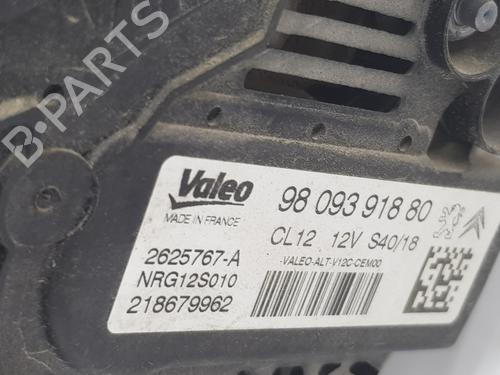 B-PARTS
Valeo
MADE IN FRANCE
98 093 918 80
CL12 12V S40/18
-VALEO-ALT-V12C-CEM00
2625767-A
NRG12S010
218679962